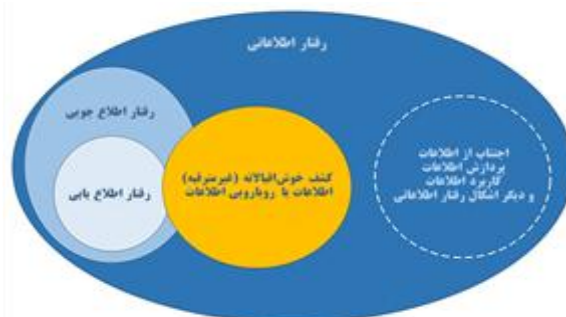 رفتار اطلاعاتی
رفتار اطلاع جویی
رفتار اطلاع یابی
کشف خوش‌اقبالانه (غیرمترقبه)
اطلاعات یا رویارویی اطلاعات
اجتناب از اطلاعات
پردازش اطلاعات
کاربرد اطلاعات
و دیگر اشکال رفتار اطلاعاتی